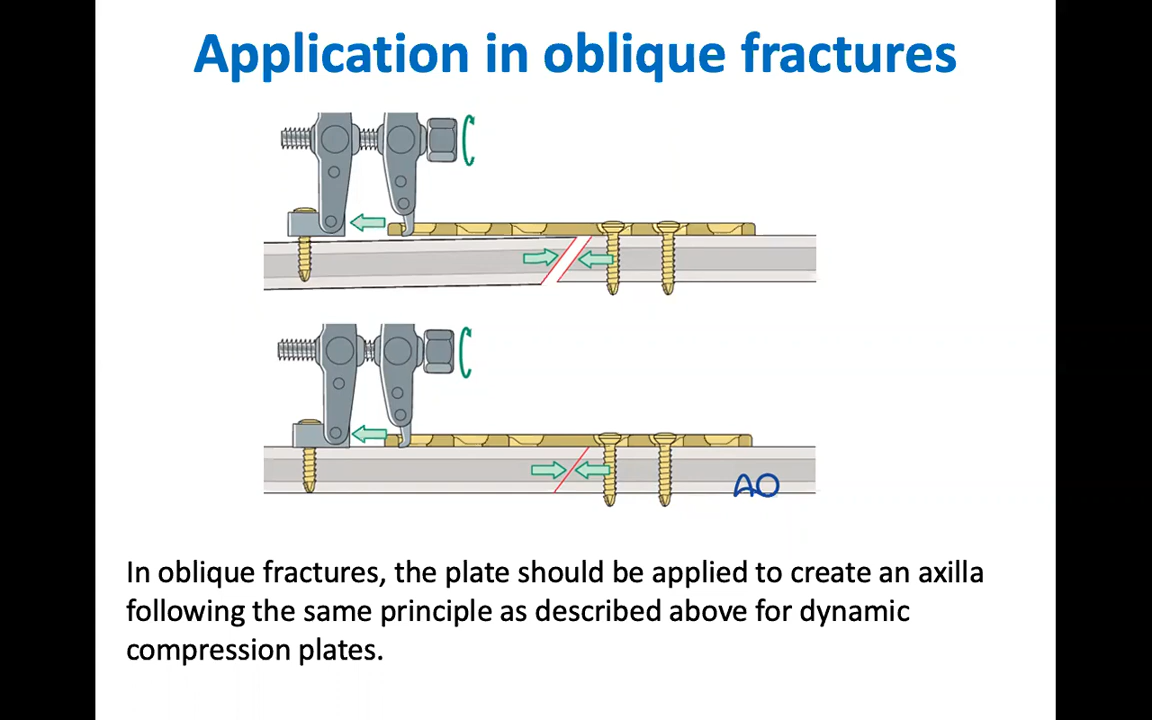 Application in oblique fractures
AO
In oblique fractures, the plate should be applied to create an axilla
following the same principle as described above for dynamic
compression plates.